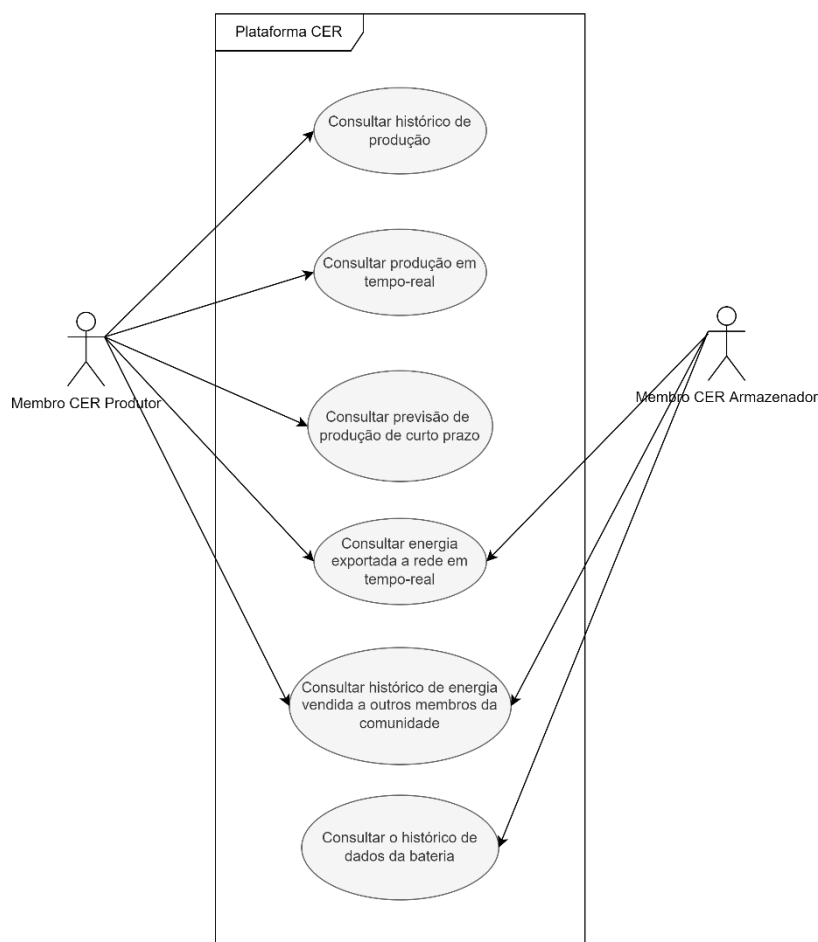 Plataforma CER
Consultar histórico de
produção
Consultar produção em
tempo-real
Membro CER Produtor
Membro CER Armazenador
Consultar previsão de
produção de curto prazo
Consultar energia
exportada a rede em
tempo-real
Consultar histórico de energia
vendida a outros membros da
comunidade
Consultar o histórico de
dados da bateria